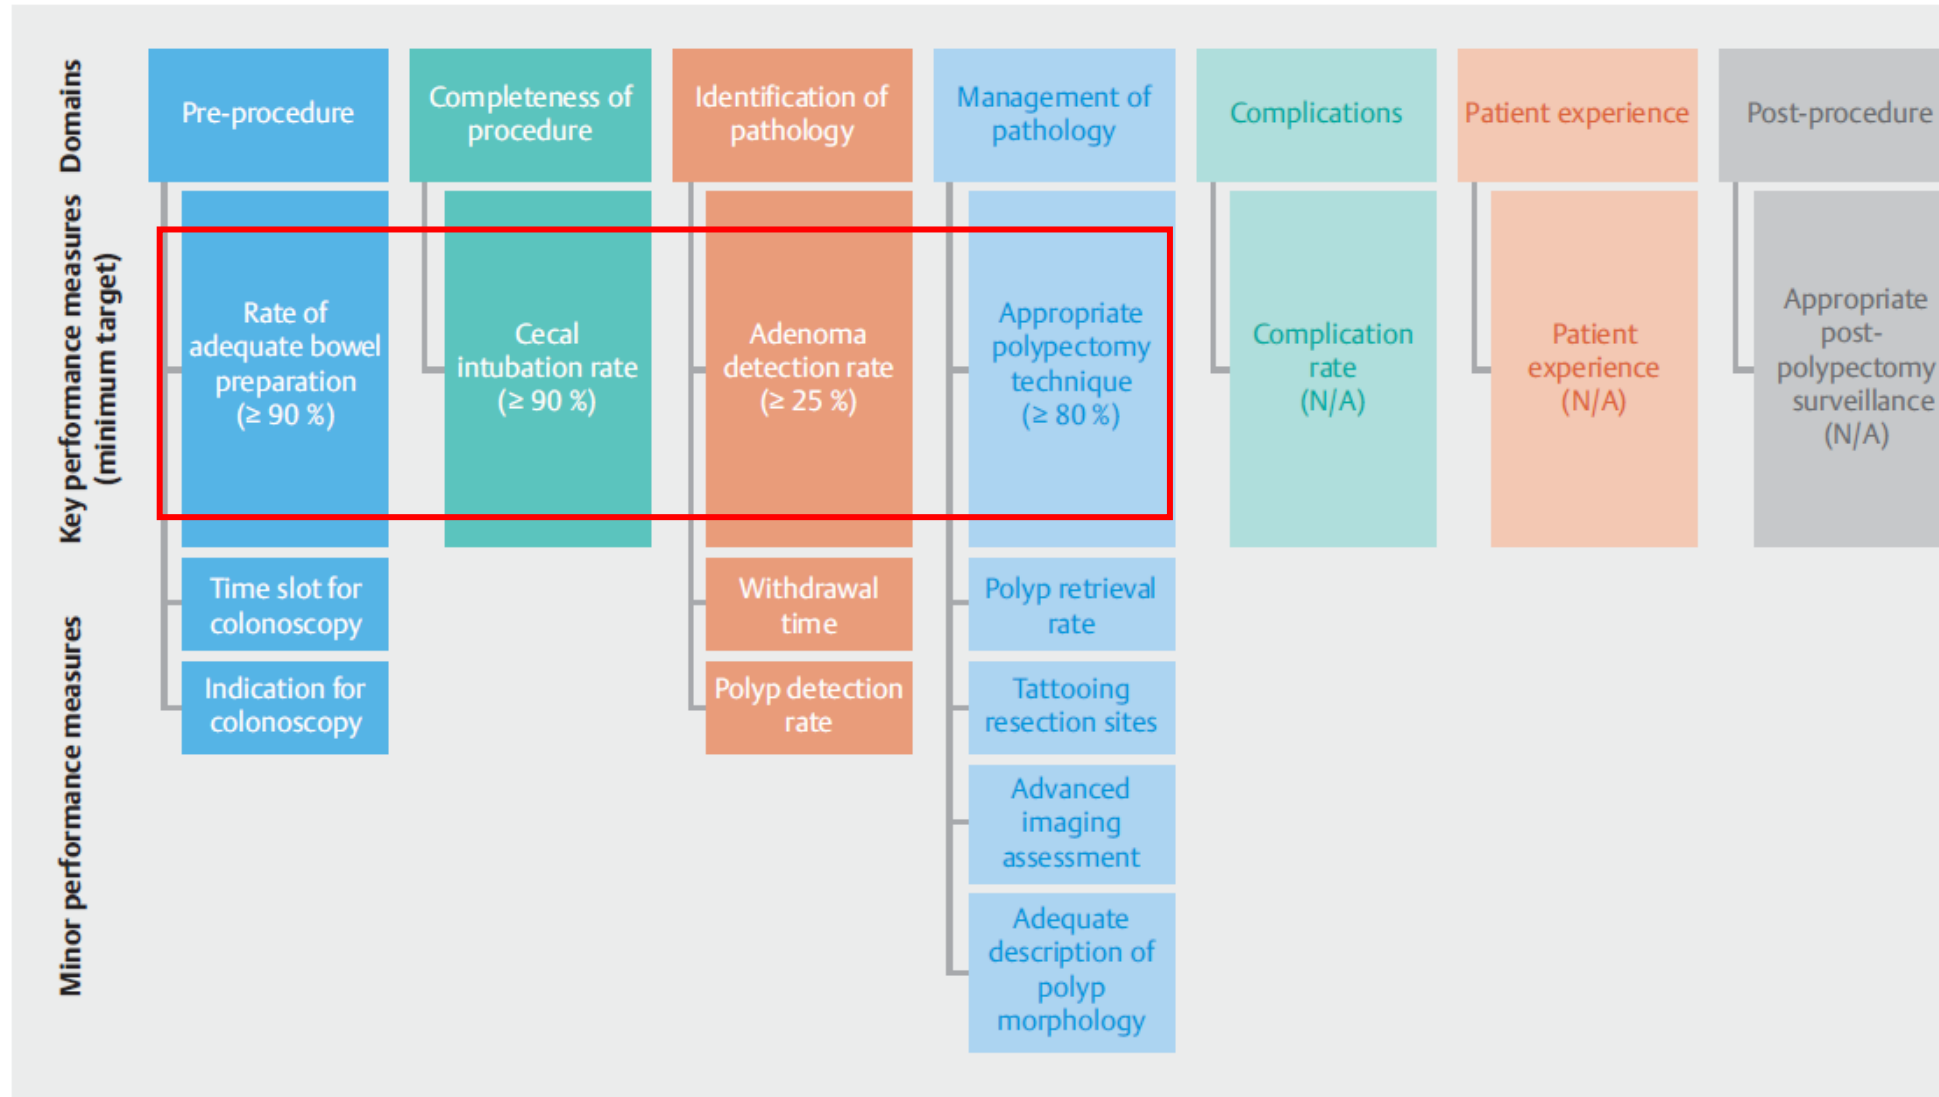 Domains
Pre-procedure
Completeness of
procedure
Identification of
pathology
Management of
pathology
Complications
Patient experience
Post-procedure
Key performance measures
(minimum target)
Rate of
adequate bowel
preparation
(≥ 90 %)
Cecal
intubation rate
(≥ 90 %)
Adenoma
detection rate
(≥ 25 %)
Appropriate
polypectomy
technique
(≥ 80 %)
Complication
rate
(N/A)
Patient
experience
(N/A)
Appropriate
post-
polypectomy
surveillance
(N/A)
Minor performance measures
Time slot for
colonoscopy
Indication for
colonoscopy
Withdrawal
time
Polyp detection
rate
Polyp retrieval
rate
Tattooing
resection sites
Advanced
imaging
assessment
Adequate
description of
polyp
morphology